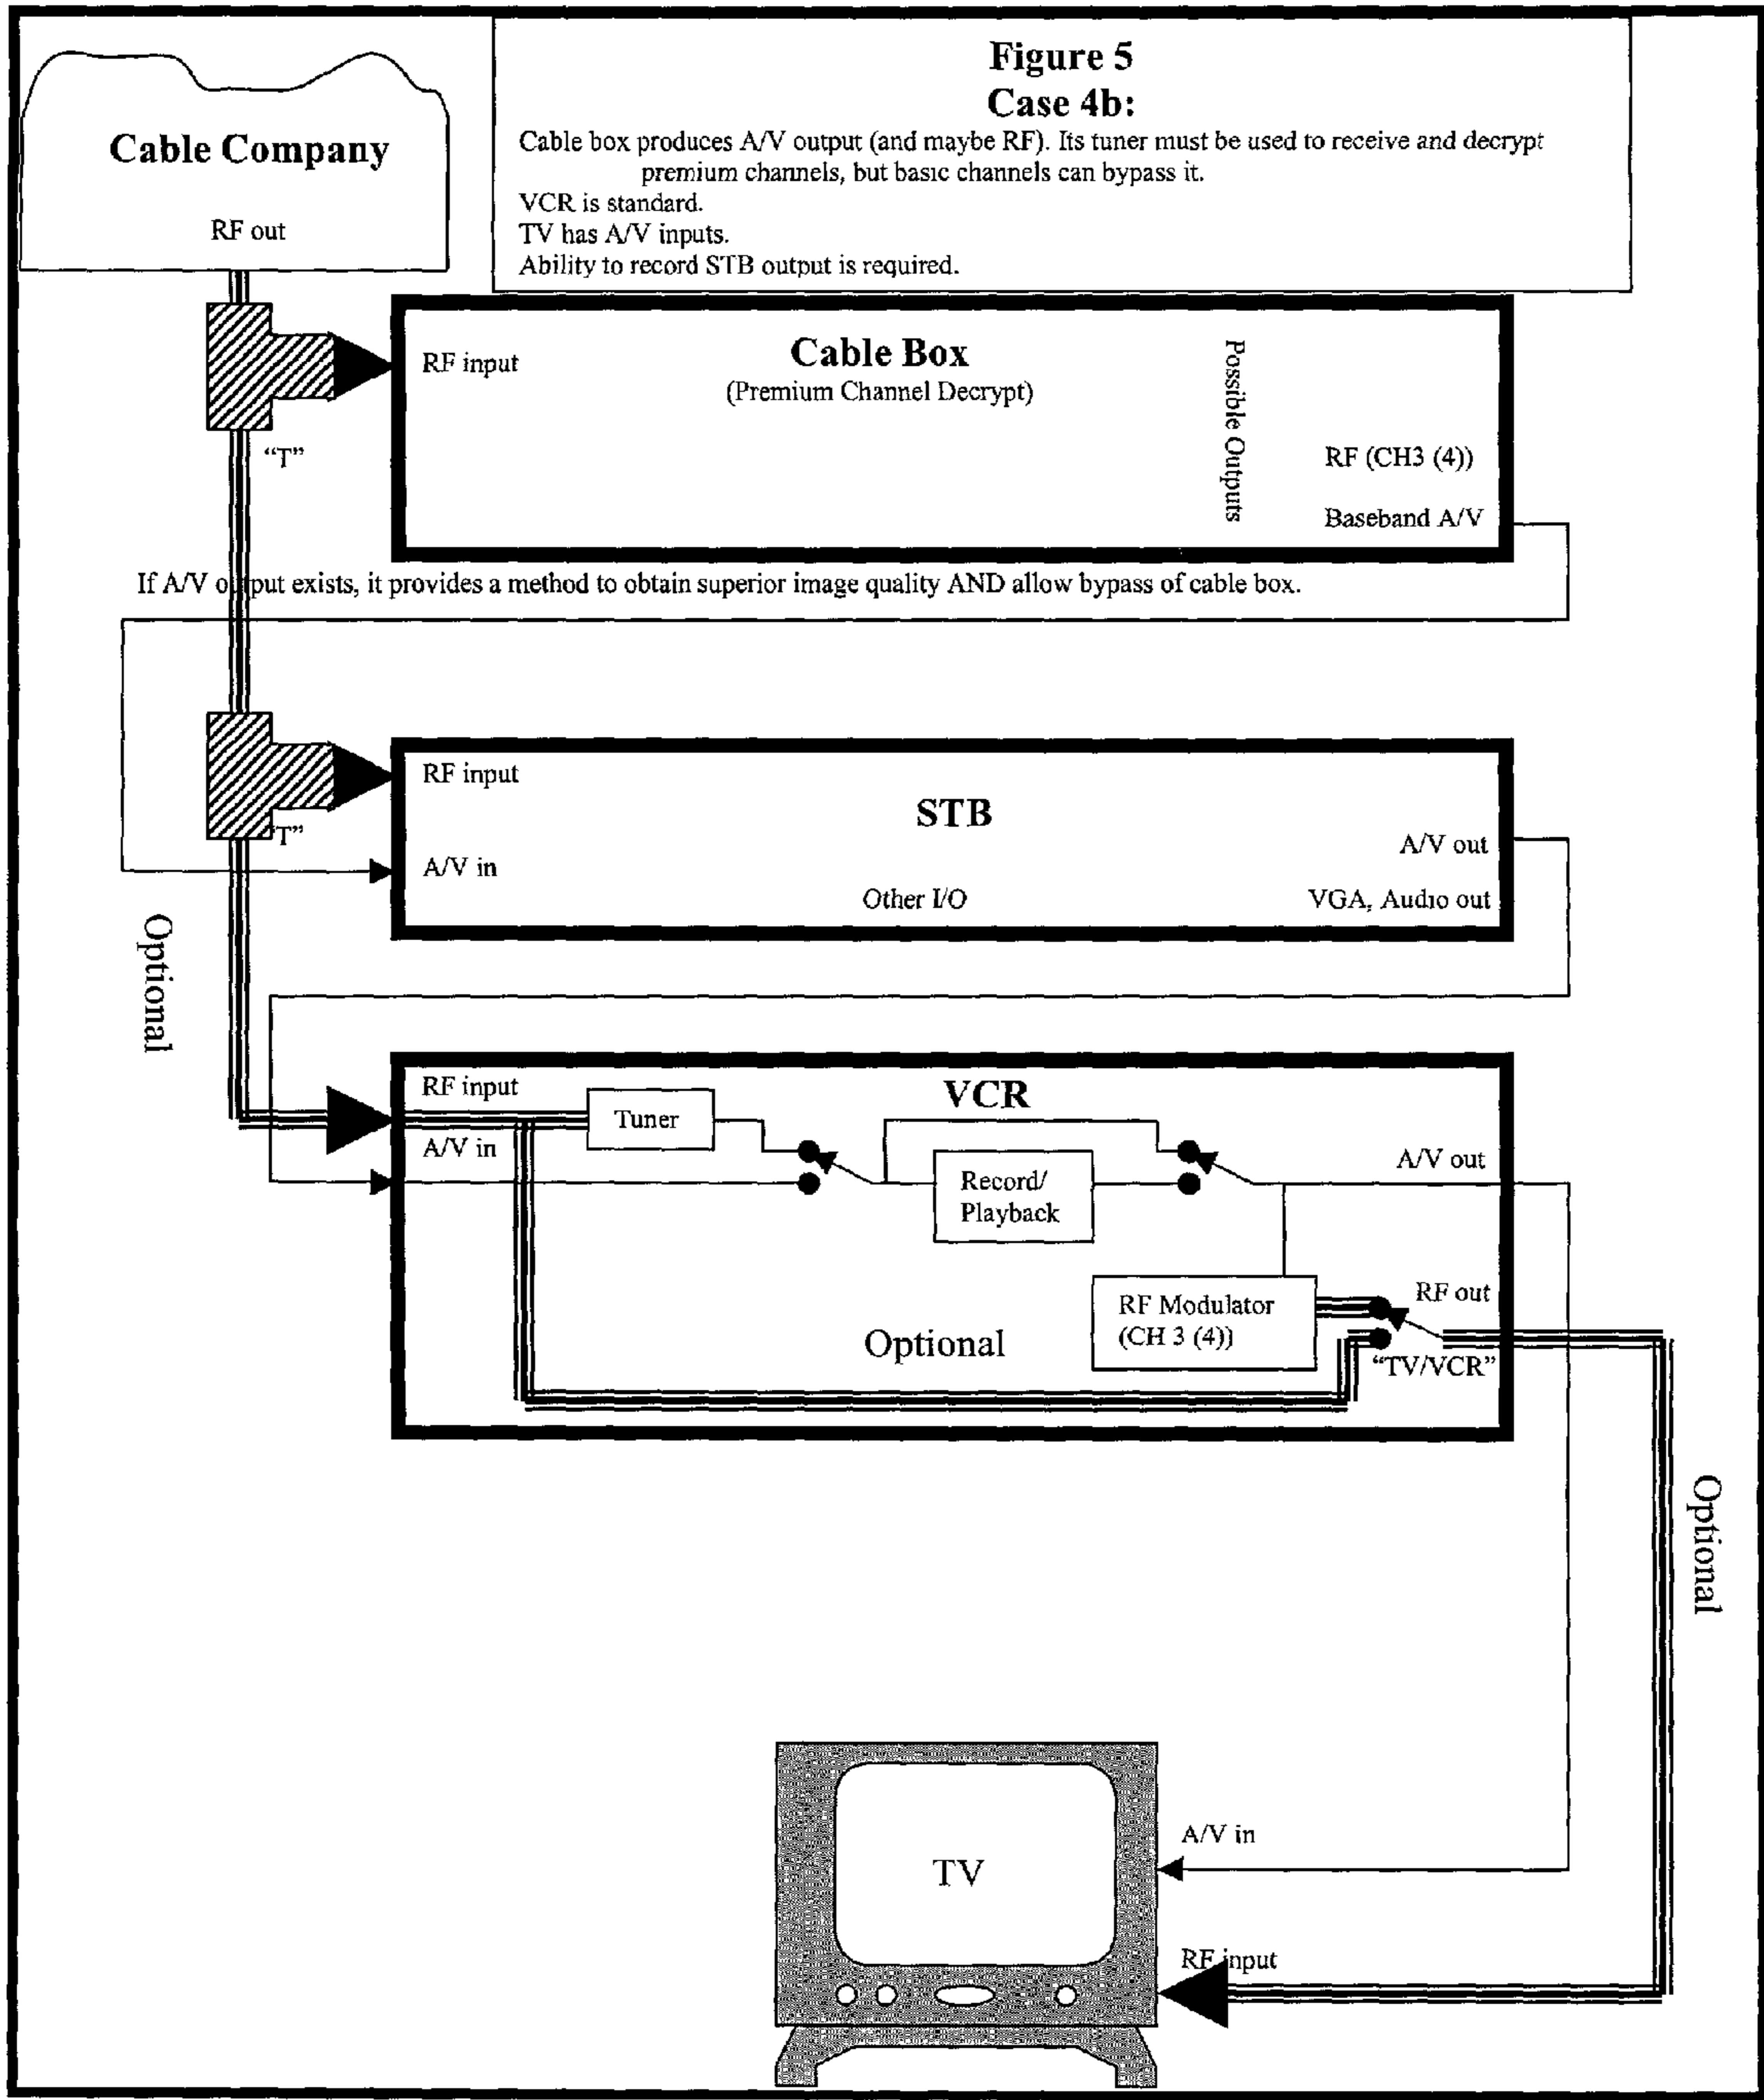 Figure 5
Case 4b:
Cable box produces A/V output (and maybe RF). Its tuner must be used to receive and decrypt
premium channels, but basic channels can bypass it.
VCR is standard.
TV has A/V inputs.
Ability to record STB output is required.
Cable Company
RF out
"T"
RF input
Cable Box
(Premium Channel Decrypt)
Possible Outputs
RF (CH3 (4))
Baseband A/V
If A/V output exists, it provides a method to obtain superior image quality AND allow bypass of cable box.
"T"
RF input
STB
A/V in
Other I/O
A/V out
VGA, Audio out
Optional
RF input
VCR
Tuner
A/V in
Record/
Playback
A/V out
RF Modulator
(CH 3 (4))
RF out
Optional
"TV/VCR"
Optional
TV
A/V in
RF input